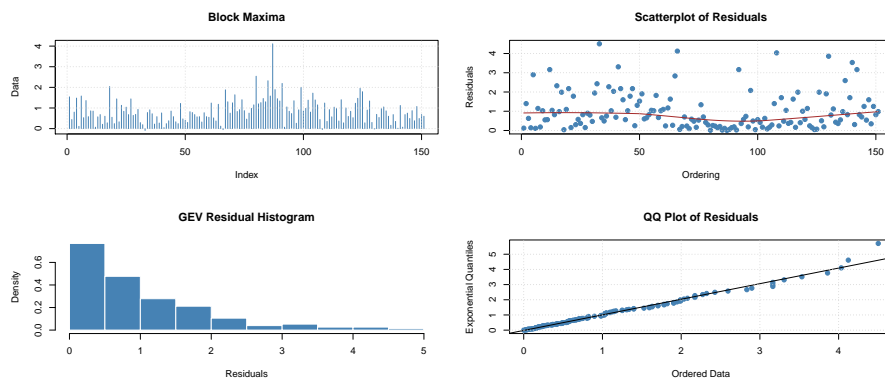 Block Maxima
Data
4
3
2
1
0
0 50 100 150
Index
Scatterplot of Residuals
Residuals
4
3
2
1
0
0 50 100 150
Ordering
GEV Residual Histogram
Density
0.6
0.4
0.2
0.0
0 1 2 3 4 5
Residuals
QQ Plot of Residuals
Exponential Quantiles
5
4
3
2
1
0
0 1 2 3 4
Ordered Data